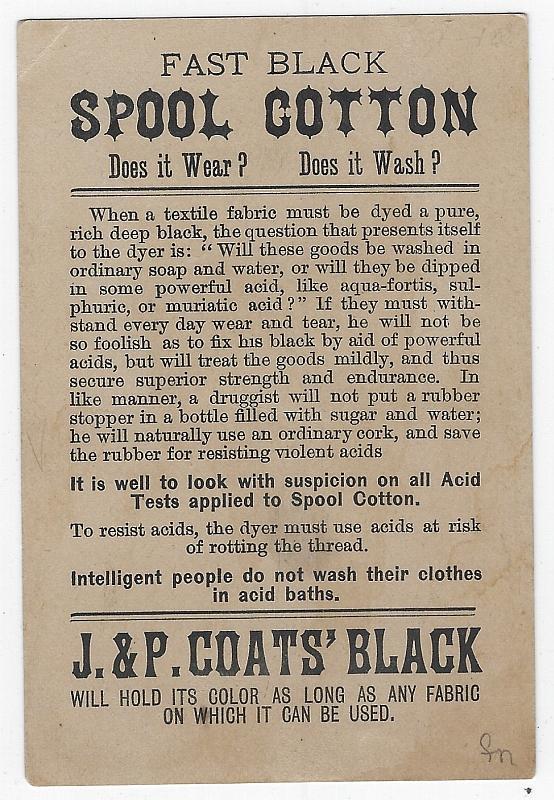 FAST BLACK
SPOOL COTTON
Does it Wear? Does it Wash?
When a textile fabric must be dyed a pure,
rich deep black, the question that presents itself
to the dyer is: “Will these goods be washed in
ordinary soap and water, or will they be dipped
in some powerful acid, like aqua-fortis, sul-
phuric, or muriatic acid?” If they must with-
stand every day wear and tear, he will not be
so foolish as to fix his black by aid of powerful
acids, but will treat the goods mildly, and thus
secure superior strength and endurance. In
like manner, a druggist will not put a rubber
stopper in a bottle filled with sugar and water;
he will naturally use an ordinary cork, and save
the rubber for resisting violent acids
It is well to look with suspicion on all Acid
Tests applied to Spool Cotton.
To resist acids, the dyer must use acids at risk
of rotting the thread.
Intelligent people do not wash their clothes
in acid baths.
J. & P. COATS’ BLACK
WILL HOLD ITS COLOR AS LONG AS ANY FABRIC
ON WHICH IT CAN BE USED.